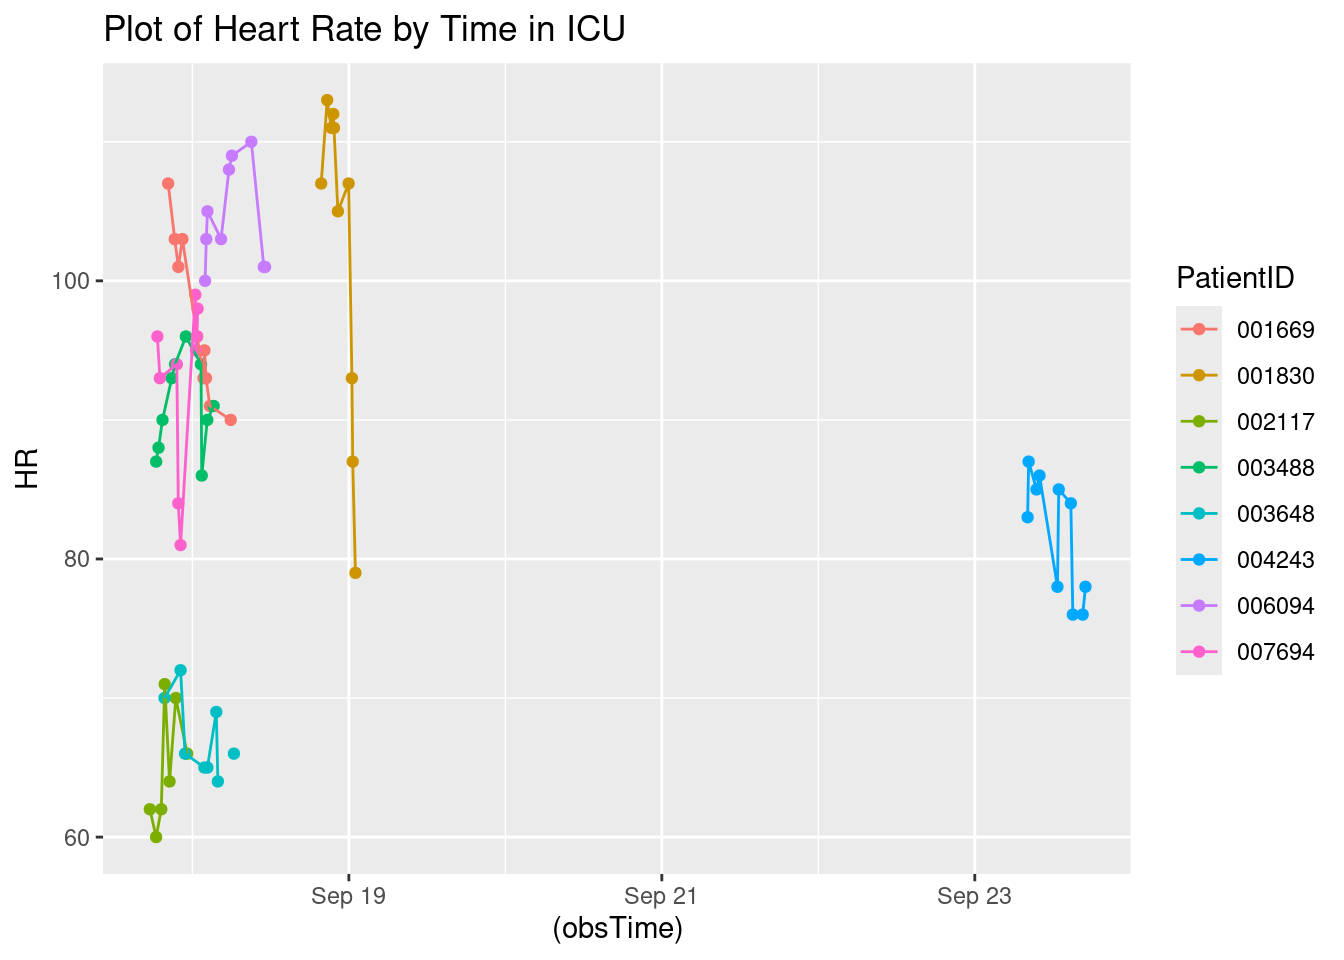 Plot of Heart Rate by Time in ICU
HR
100
80
60
Sep 19
Sep 21
Sep 23
(obsTime)
PatientID
001669
001830
002117
003488
003648
004243
006094
007694